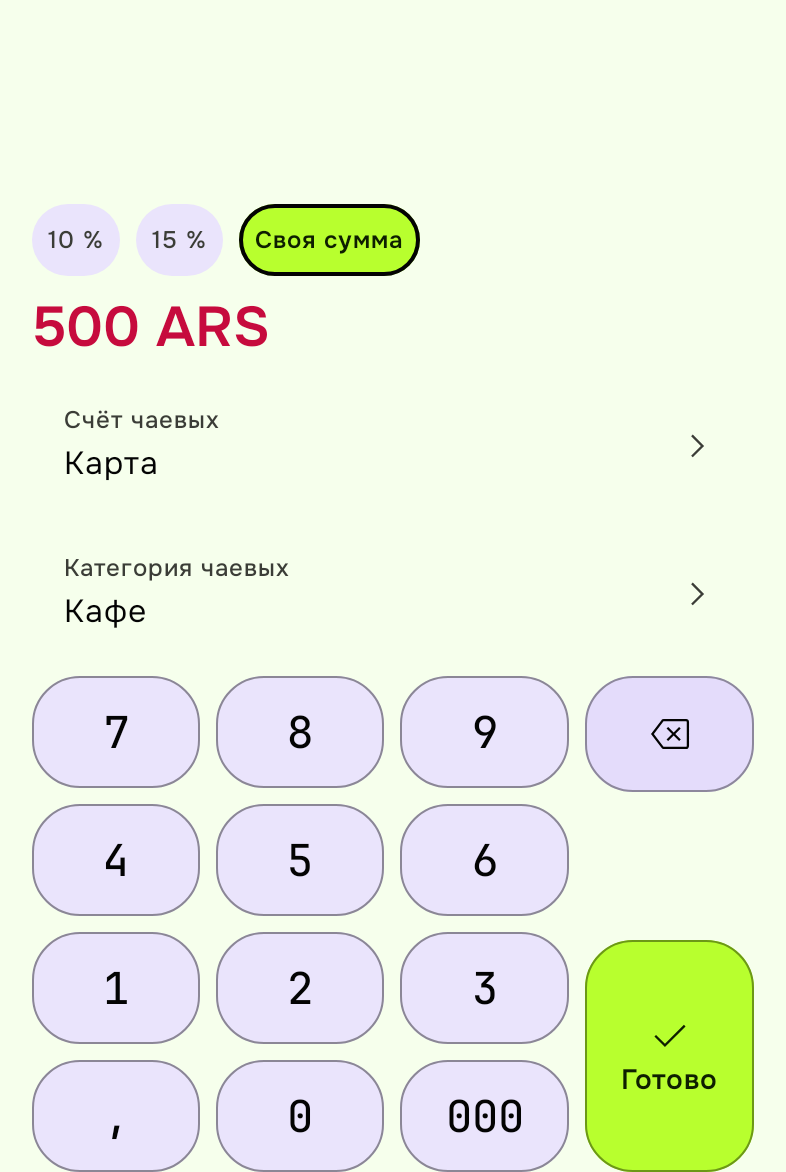 10 % 15 % Своя сумма
500 ARS
Счёт чаевых
Карта
Категория чаевых
Кафе
7 8 9
4 5 6
1 2 3
Готово
, 0 000